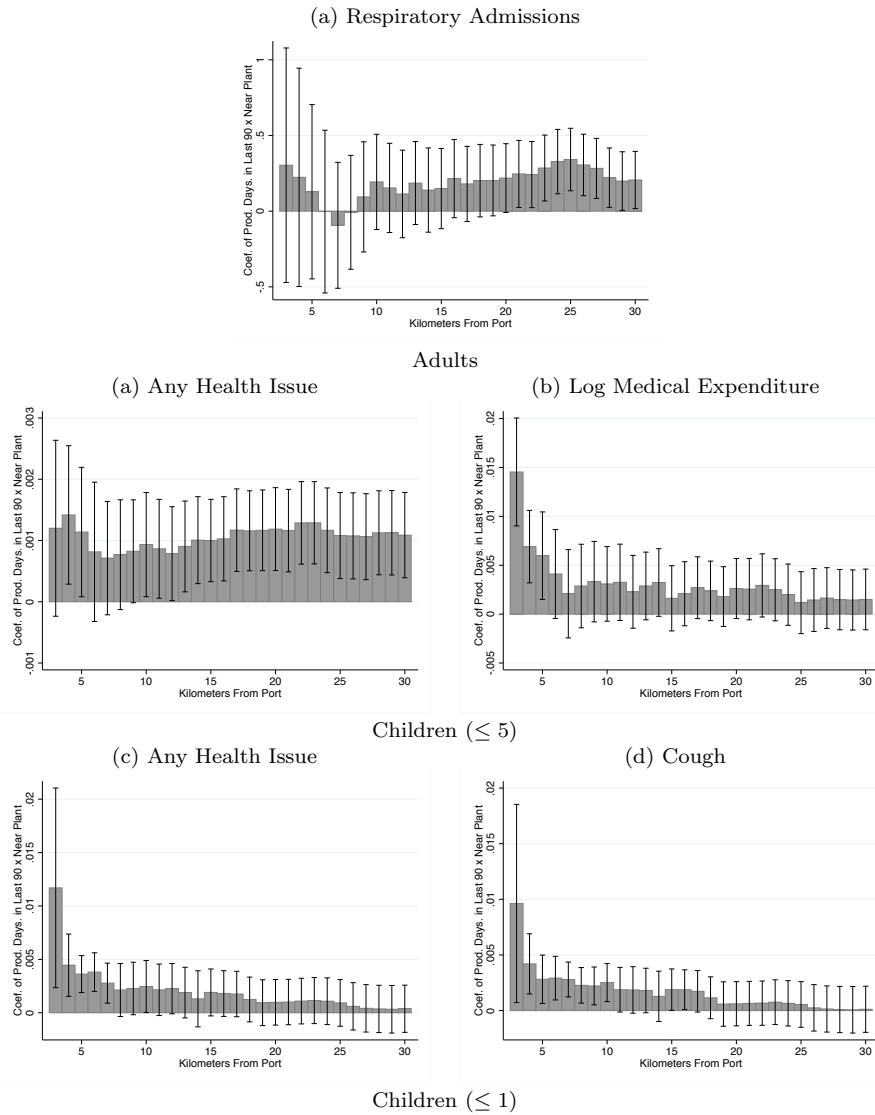 (a) Respiratory Admissions
Coef. of Prod. Days. in Last 90 x Near Plant
1
.5
0
-.5
5 10 15 20 25 30
Kilometers From Port
Adults
(a) Any Health Issue
Coef. of Prod. Days. in Last 90 x Near Plant
.003
.002
.001
0
-.001
5 10 15 20 25 30
Kilometers From Port
(b) Log Medical Expenditure
Coef. of Prod. Days. in Last 90 x Near Plant
.02
.015
.01
.005
0
-.005
5 10 15 20 25 30
Kilometers From Port
Children (≤ 5)
(c) Any Health Issue
Coef. of Prod. Days. in Last 90 x Near Plant
.02
.015
.01
.005
0
5 10 15 20 25 30
Kilometers From Port
(d) Cough
Coef. of Prod. Days. in Last 90 x Near Plant
.02
.015
.01
.005
0
5 10 15 20 25 30
Kilometers From Port
Children (≤ 1)